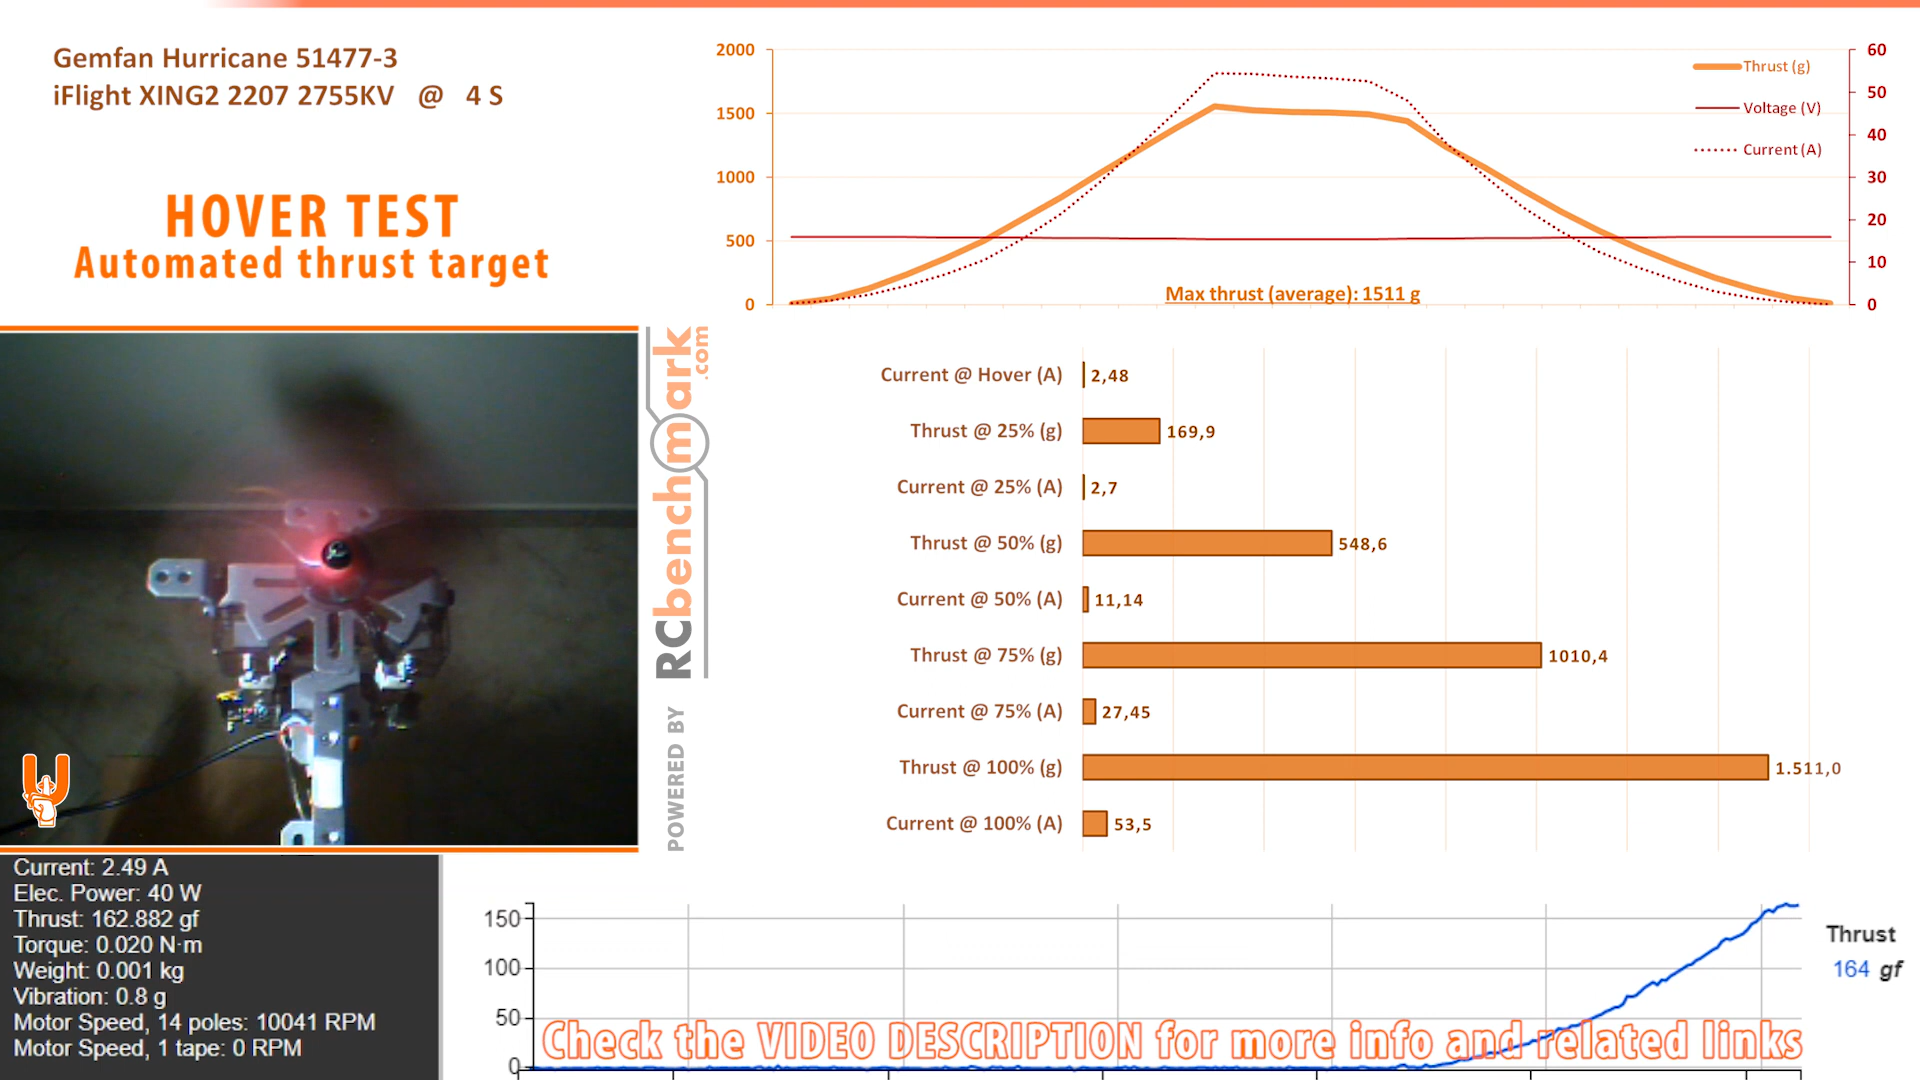 Gemfan Hurricane 51477-3
iFlight XING2 2207 2755KV @ 4 S
HOVER TEST
Automated thrust target
2000
1500
1000
500
0
60
50
40
30
20
10
0
Thrust (g)
Voltage (V)
Current (A)
Max thrust (average): 1511 g
POWERED BY RCbenchmark.com
Current @ Hover (A) 2,48
Thrust @ 25% (g) 169,9
Current @ 25% (A) 2,7
Thrust @ 50% (g) 548,6
Current @ 50% (A) 11,14
Thrust @ 75% (g) 1010,4
Current @ 75% (A) 27,45
Thrust @ 100% (g) 1.511,0
Current @ 100% (A) 53,5
Current: 2.49 A
Elec. Power: 40 W
Thrust: 162.882 gf
Torque: 0.020 N·m
Weight: 0.001 kg
Vibration: 0.8 g
Motor Speed, 14 poles: 10041 RPM
Motor Speed, 1 tape: 0 RPM
150
100
50
0
Thrust
164 gf
Check the VIDEO DESCRIPTION for more info and related links